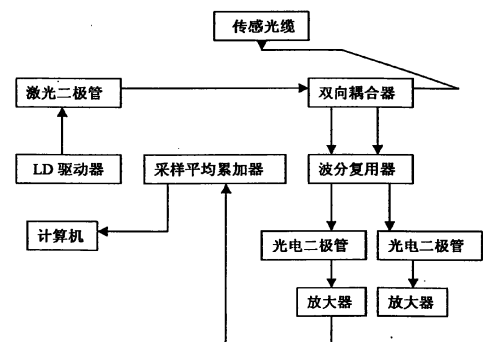 传感光缆
激光二极管
双向耦合器
LD 驱动器
采样平均累加器
波分复用器
计算机
光电二极管
光电二极管
放大器
放大器